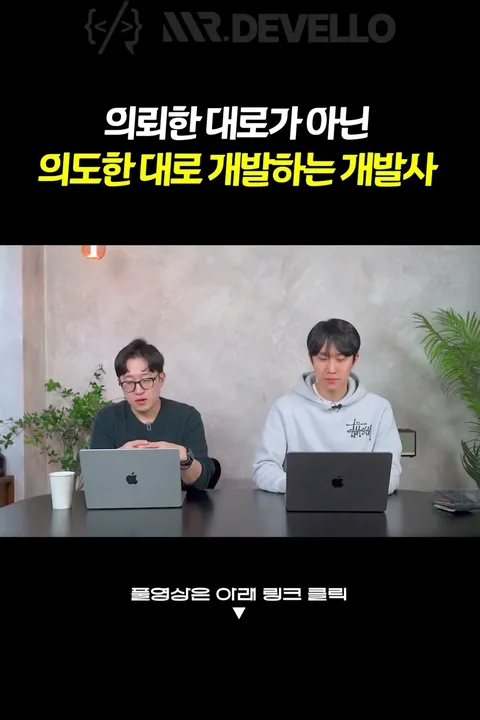 </> MR.DEVELLO
의뢰한 대로가 아닌
의도한 대로 개발하는 개발사
풀영상은 아래 링크 클릭
▼